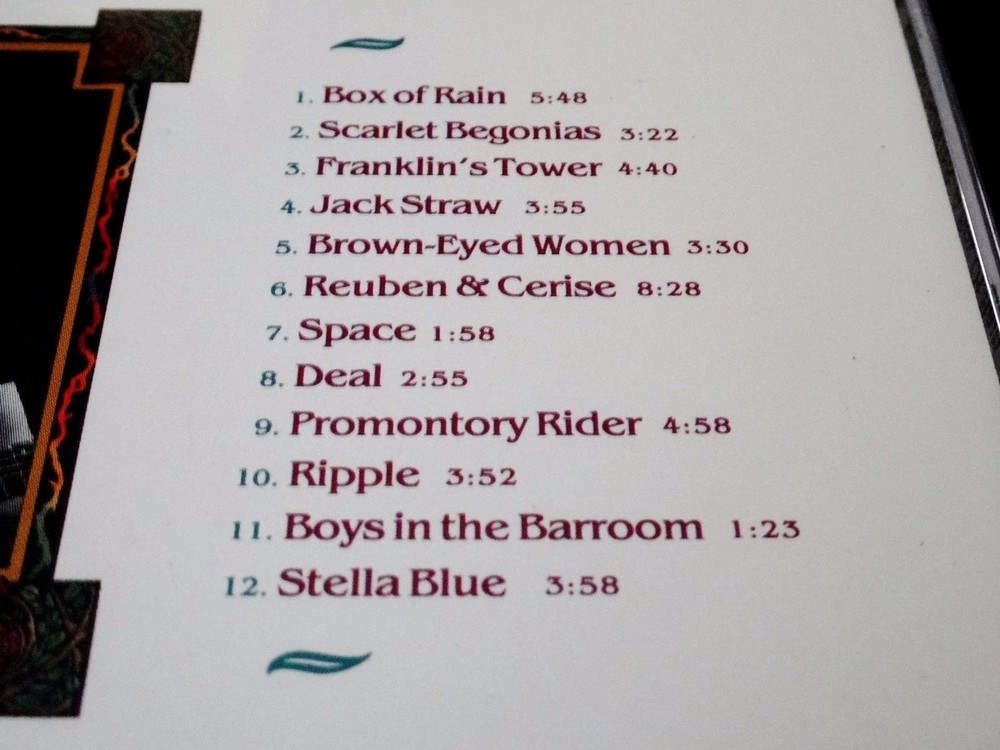 1. Box of Rain 5:48
2. Scarlet Begonias 3:22
3. Franklin's Tower 4:40
4. Jack Straw 3:55
5. Brown-Eyed Women 3:30
6. Reuben & Cerise 8:28
7. Space 1:58
8. Deal 2:55
9. Promontory Rider 4:58
10. Ripple 3:52
11. Boys in the Barroom 1:23
12. Stella Blue 3:58